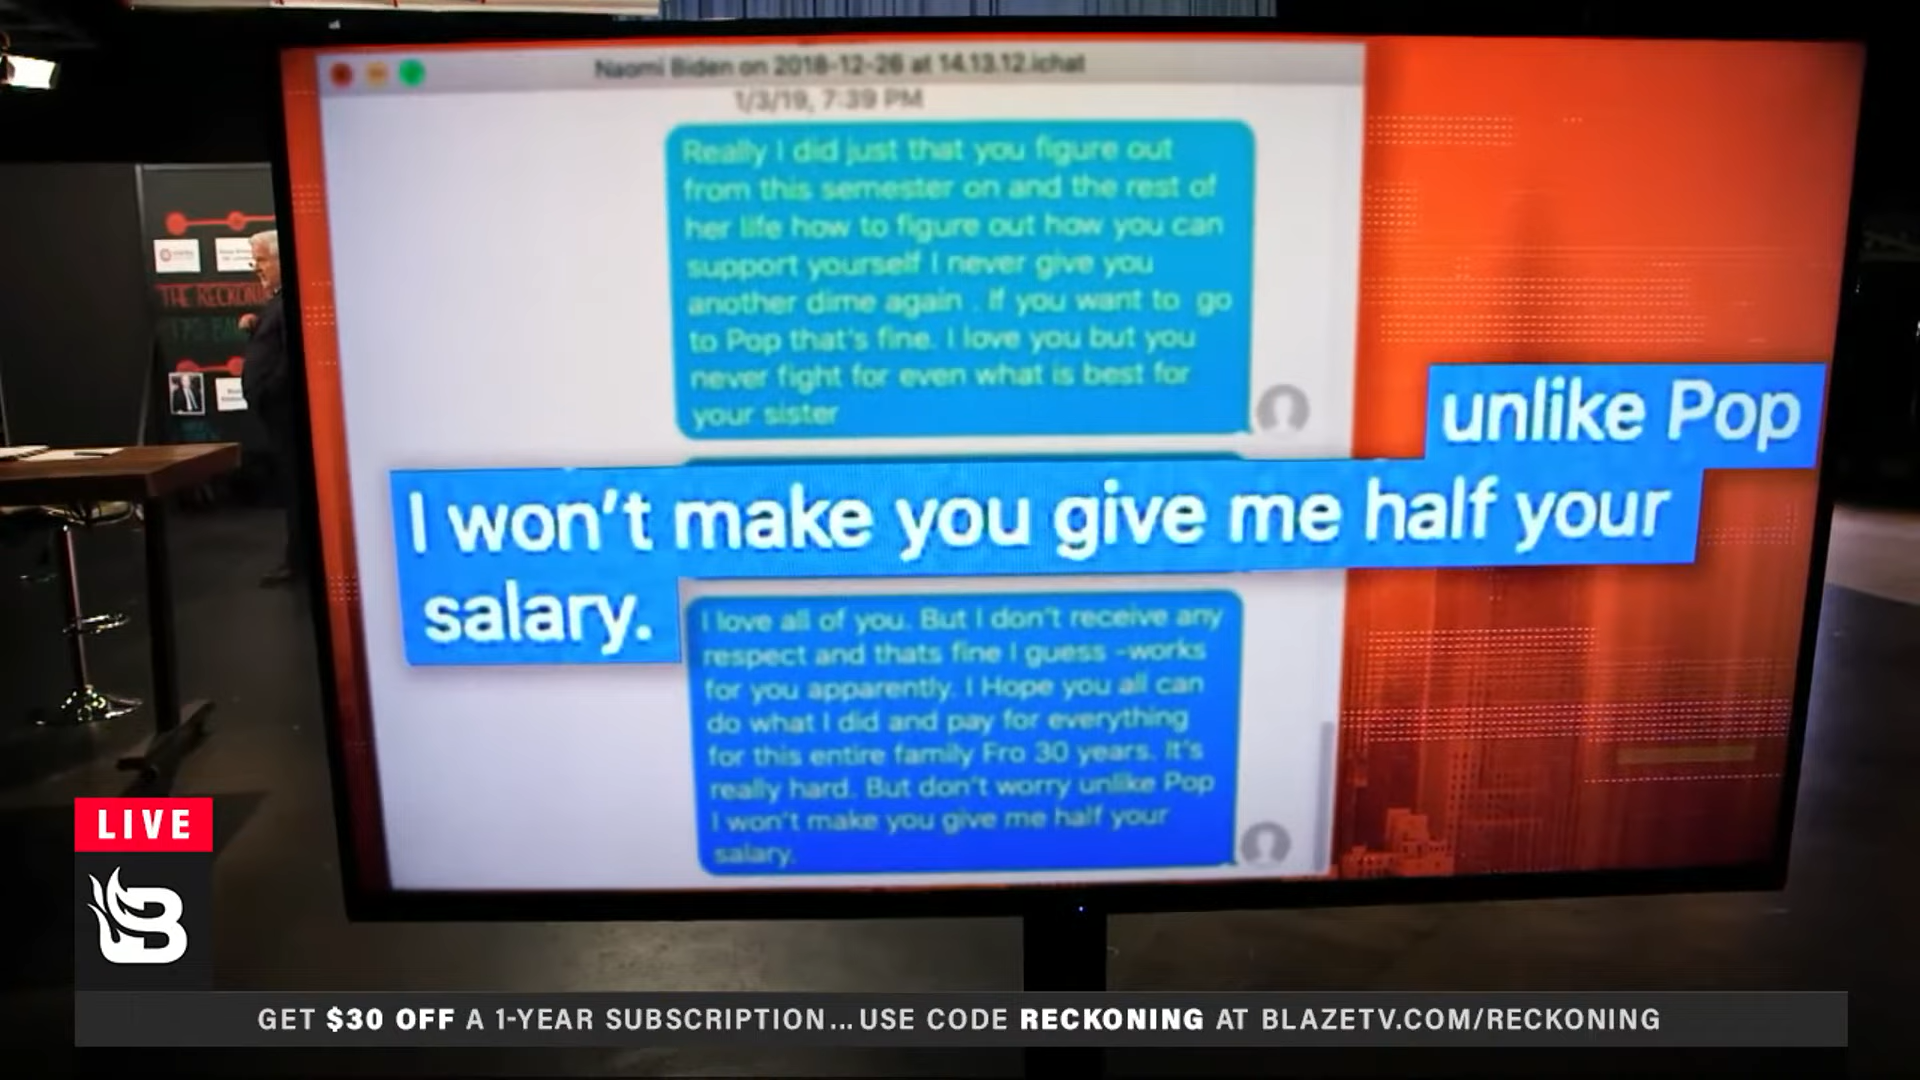 Naomi Biden on 2018-12-26 at 14.13.12.ichat
1/3/19, 7:39 PM
Really I did just that you figure out
from this semester on and the rest of
her life how to figure out how you can
support yourself I never give you
another dime again . If you want to go
to Pop that's fine. I love you but you
never fight for even what is best for
your sister
unlike Pop
I won't make you give me half your
salary.
I love all of you. But I don't receive any
respect and thats fine I guess -works
for you apparently. I Hope you all can
do what I did and pay for everything
for this entire family Fro 30 years. It's
really hard. But don't worry unlike Pop
I won't make you give me half your
salary.
THE RECKONI
LIVE
B
GET $30 OFF A 1-YEAR SUBSCRIPTION...USE CODE RECKONING AT BLAZETV.COM/RECKONING